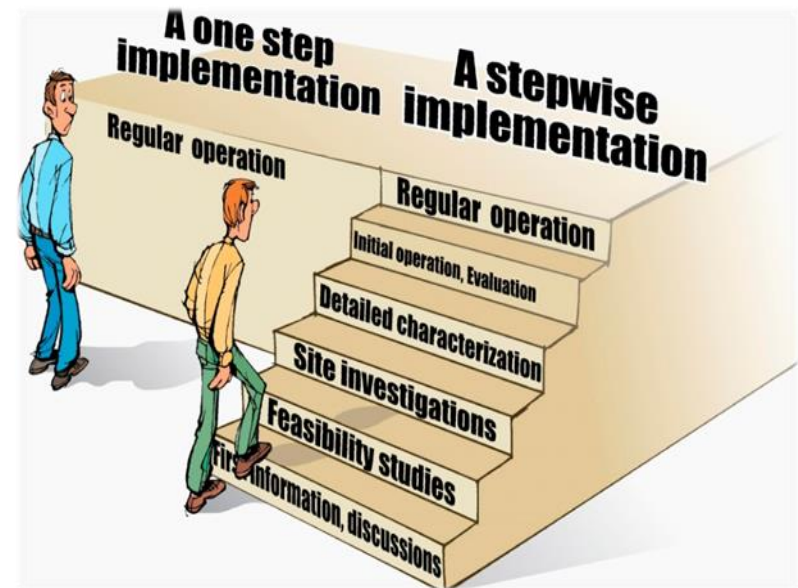 A one step
implementation
A stepwise
implementation
Regular operation
Regular operation
Initial operation, Evaluation
Detailed characterization
Site investigations
Feasibility studies
First information, discussions